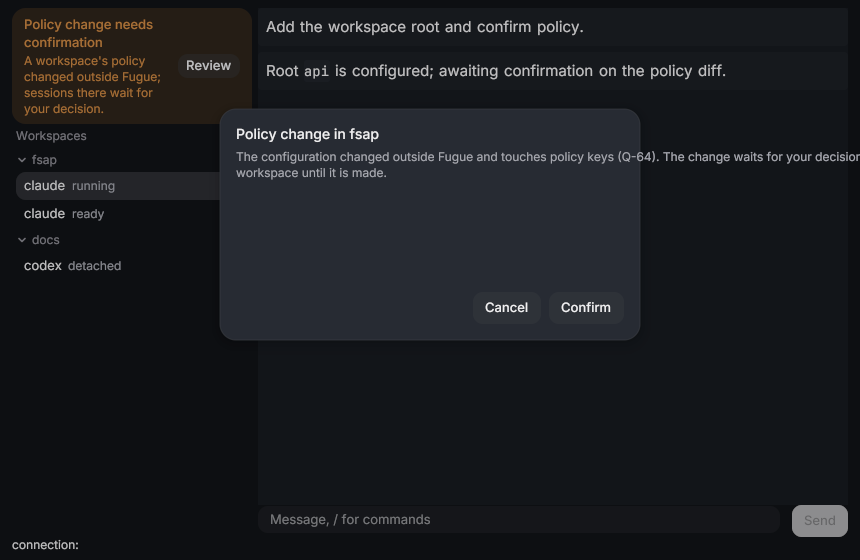 Policy change needs
confirmation
A workspace's policy
changed outside Fugue;
sessions there wait for
your decision.
Review
Workspaces
fsap
claude running
claude ready
docs
codex detached
Add the workspace root and confirm policy.
Root api is configured; awaiting confirmation on the policy diff.
Policy change in fsap
The configuration changed outside Fugue and touches policy keys (Q-64). The change waits for your decision
workspace until it is made.
Cancel
Confirm
Message, / for commands
Send
connection: